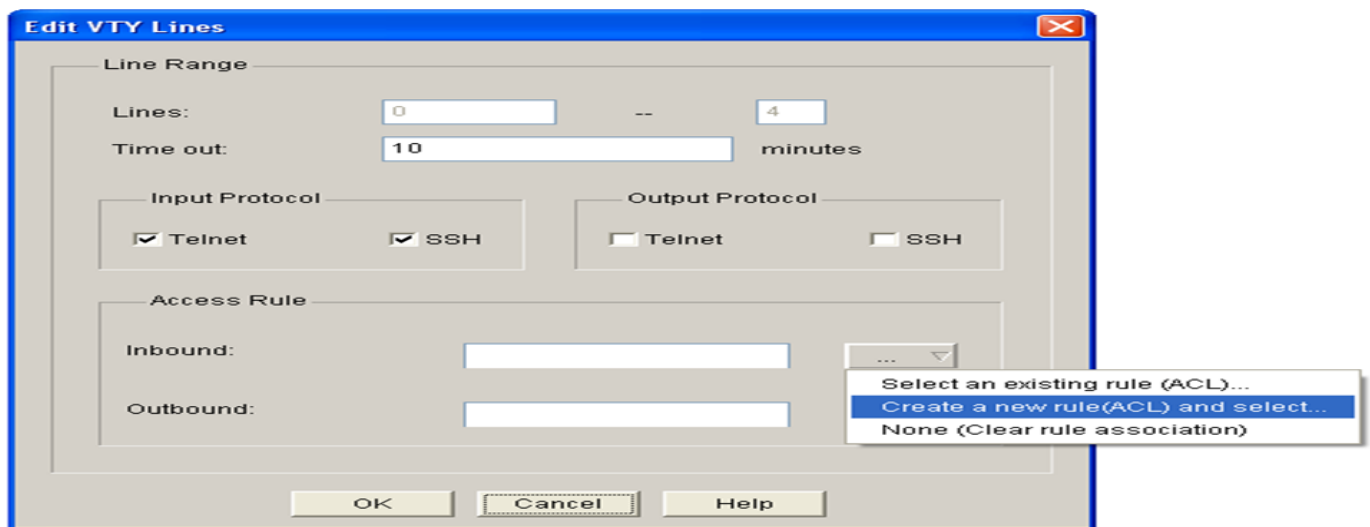 Edit VTY Lines
Line Range
Lines: 0 -- 4
Time out: 10 minutes
Input Protocol Output Protocol
Telnet SSH Telnet SSH
Access Rule
Inbound: ...
Select an existing rule (ACL)...
Create a new rule(ACL) and select...
Outbound:
None (Clear rule association)
OK Cancel Help